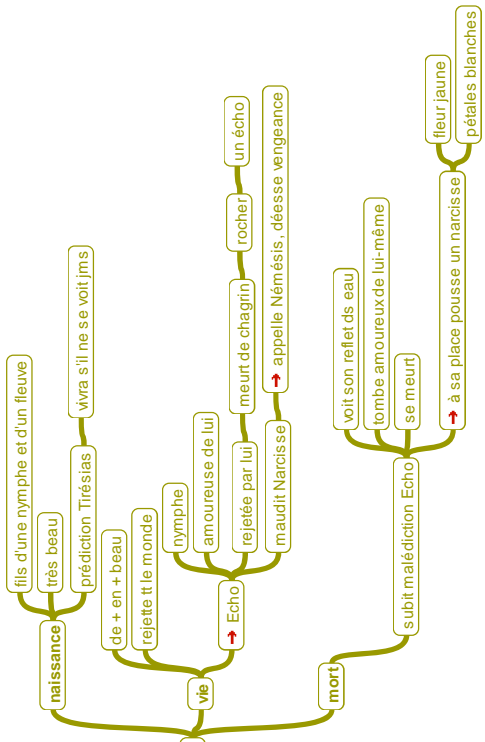 naissance
fils d'une nymphe et d'un fleuve
très beau
prédiction Tirésias
vivra s'il ne se voit jms
vie
de + en + beau
rejette tt le monde
➔ Echo
nymphe
amoureuse de lui
rejetée par lui
meurt de chagrin
rocher
un écho
maudit Narcisse
➔ appelle Némésis, déesse vengeance
mort
subit malédiction Echo
voit son reflet ds eau
tombe amoureux de lui-même
se meurt
➔ à sa place pousse un narcisse
fleur jaune
pétales blanches